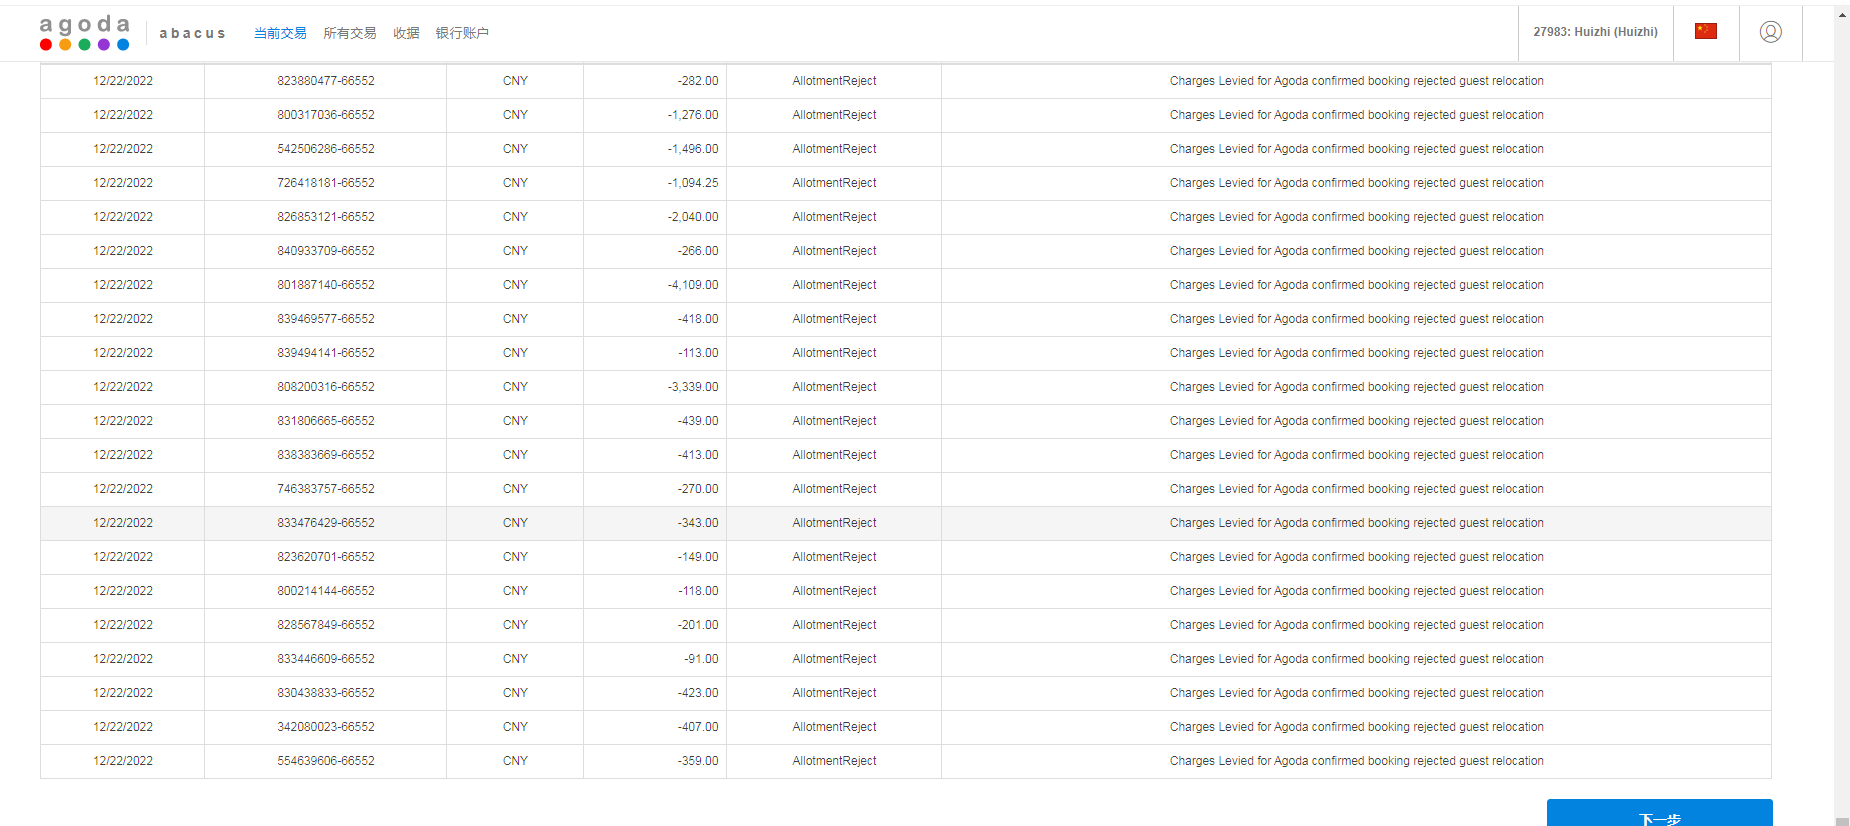 agoda abacus 当前交易 所有交易 收据 银行账户 27983: Huizhi (Huizhi)
12/22/2022 823880477-66552 CNY -282.00 AllotmentReject Charges Levied for Agoda confirmed booking rejected guest relocation
12/22/2022 800317036-66552 CNY -1,276.00 AllotmentReject Charges Levied for Agoda confirmed booking rejected guest relocation
12/22/2022 542506286-66552 CNY -1,496.00 AllotmentReject Charges Levied for Agoda confirmed booking rejected guest relocation
12/22/2022 726418181-66552 CNY -1,094.25 AllotmentReject Charges Levied for Agoda confirmed booking rejected guest relocation
12/22/2022 826853121-66552 CNY -2,040.00 AllotmentReject Charges Levied for Agoda confirmed booking rejected guest relocation
12/22/2022 840933709-66552 CNY -266.00 AllotmentReject Charges Levied for Agoda confirmed booking rejected guest relocation
12/22/2022 801887140-66552 CNY -4,109.00 AllotmentReject Charges Levied for Agoda confirmed booking rejected guest relocation
12/22/2022 839469577-66552 CNY -418.00 AllotmentReject Charges Levied for Agoda confirmed booking rejected guest relocation
12/22/2022 839494141-66552 CNY -113.00 AllotmentReject Charges Levied for Agoda confirmed booking rejected guest relocation
12/22/2022 808200316-66552 CNY -3,339.00 AllotmentReject Charges Levied for Agoda confirmed booking rejected guest relocation
12/22/2022 831806665-66552 CNY -439.00 AllotmentReject Charges Levied for Agoda confirmed booking rejected guest relocation
12/22/2022 838383669-66552 CNY -413.00 AllotmentReject Charges Levied for Agoda confirmed booking rejected guest relocation
12/22/2022 746383757-66552 CNY -270.00 AllotmentReject Charges Levied for Agoda confirmed booking rejected guest relocation
12/22/2022 833476429-66552 CNY -343.00 AllotmentReject Charges Levied for Agoda confirmed booking rejected guest relocation
12/22/2022 823620701-66552 CNY -149.00 AllotmentReject Charges Levied for Agoda confirmed booking rejected guest relocation
12/22/2022 800214144-66552 CNY -118.00 AllotmentReject Charges Levied for Agoda confirmed booking rejected guest relocation
12/22/2022 828567849-66552 CNY -201.00 AllotmentReject Charges Levied for Agoda confirmed booking rejected guest relocation
12/22/2022 833446609-66552 CNY -91.00 AllotmentReject Charges Levied for Agoda confirmed booking rejected guest relocation
12/22/2022 830438833-66552 CNY -423.00 AllotmentReject Charges Levied for Agoda confirmed booking rejected guest relocation
12/22/2022 342080023-66552 CNY -407.00 AllotmentReject Charges Levied for Agoda confirmed booking rejected guest relocation
12/22/2022 554639606-66552 CNY -359.00 AllotmentReject Charges Levied for Agoda confirmed booking rejected guest relocation
下一步